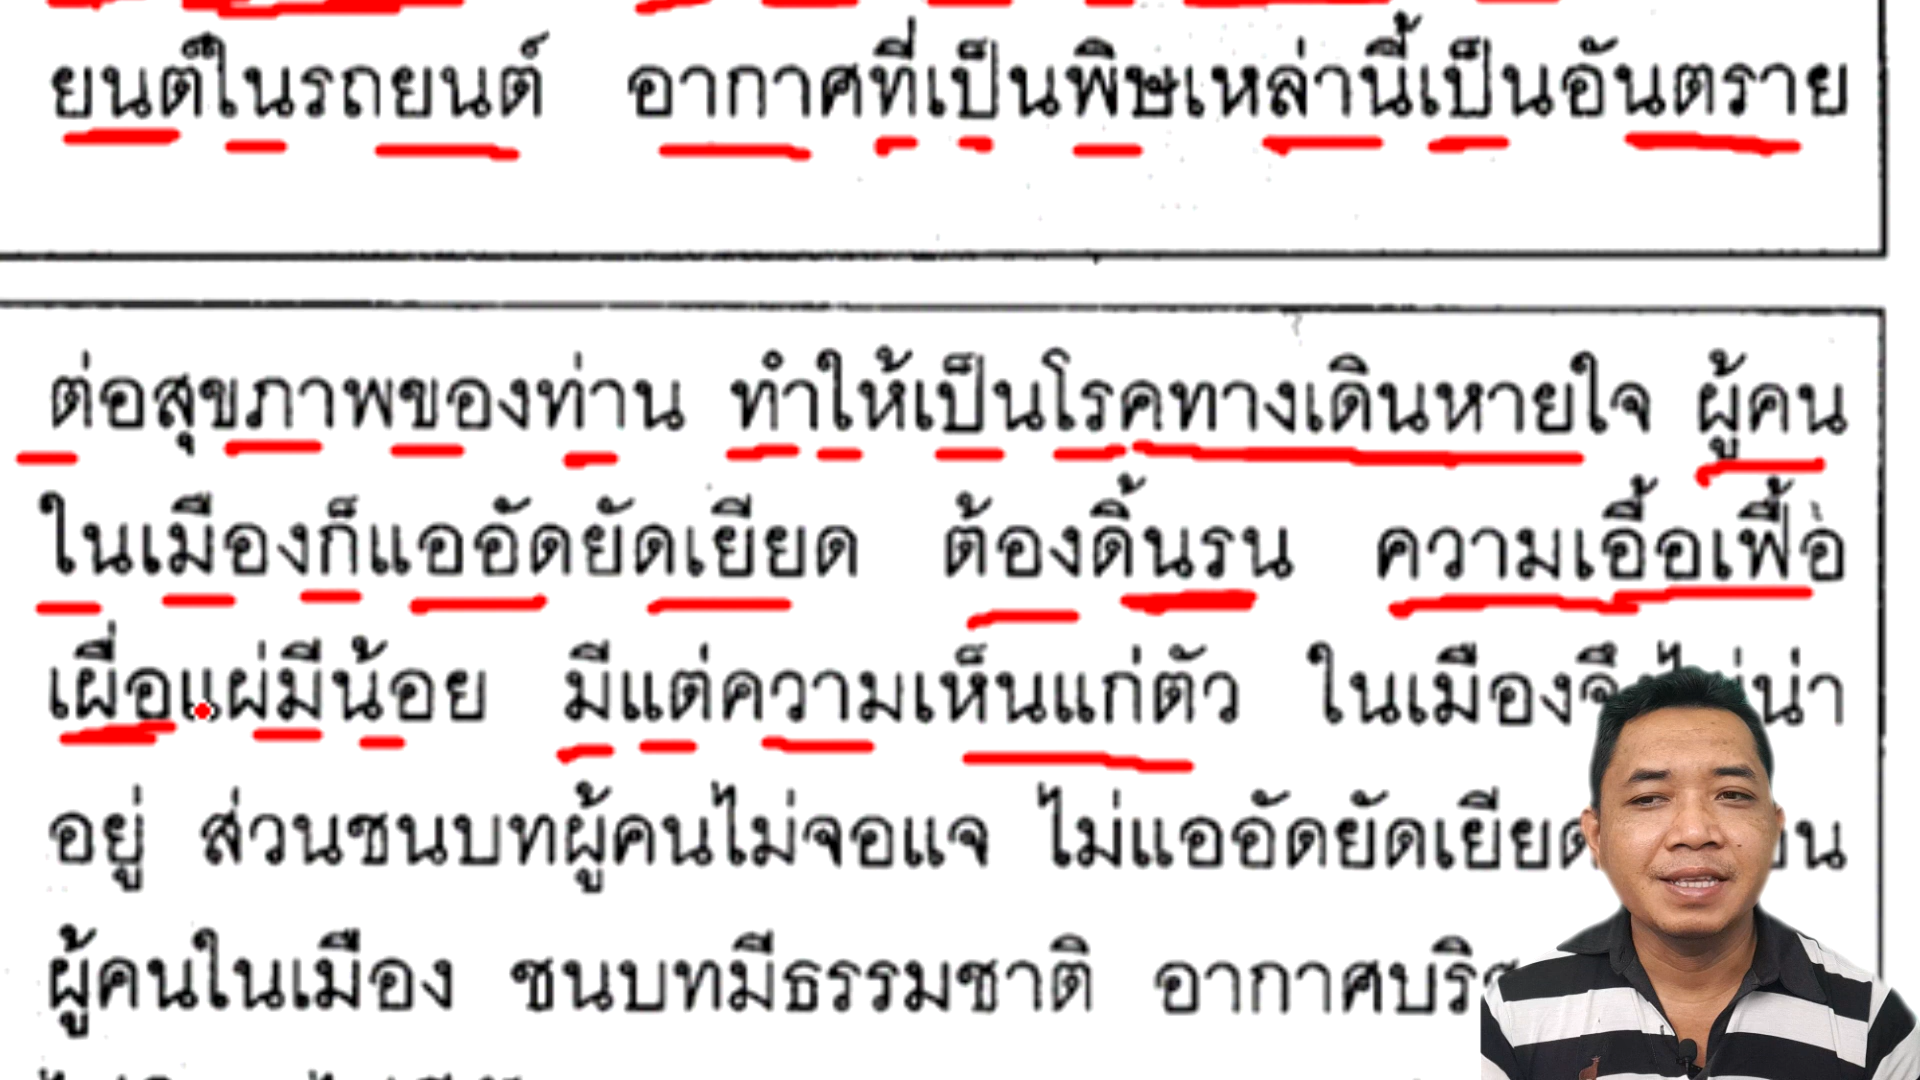 ยนต์ในรถยนต์ อากาศที่เป็นพิษเหล่านี้เป็นอันตราย
ต่อสุขภาพของท่าน ทำให้เป็นโรคทางเดินหายใจ ผู้คน
ในเมืองก็แออัดยัดเยียด ต้องดิ้นรน ความเอื้อเฟื้อ
เผื่อแผ่มีน้อย มีแต่ความเห็นแก่ตัว ในเมืองจึงไม่น่า
อยู่ ส่วนชนบทผู้คนไม่จอแจ ไม่แออัดยัดเยียด
ผู้คนในเมือง ชนบทมีธรรมชาติ อากาศ